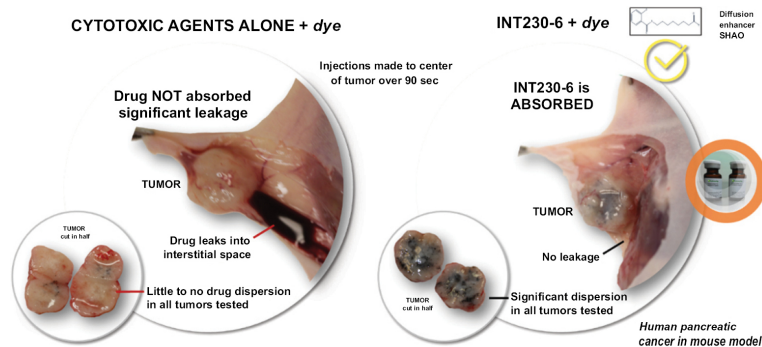 CYTOTOXIC AGENTS ALONE + dye
INT230-6 + dye
Diffusion
enhancer
SHAO
Injections made to center
of tumor over 90 sec
Drug NOT absorbed
significant leakage
INT230-6 is
ABSORBED
TUMOR
TUMOR
TUMOR
cut in half
Drug leaks into
interstitial space
No leakage
Little to no drug dispersion
in all tumors tested
TUMOR
cut in half
Significant dispersion
in all tumors tested
Human pancreatic
cancer in mouse model